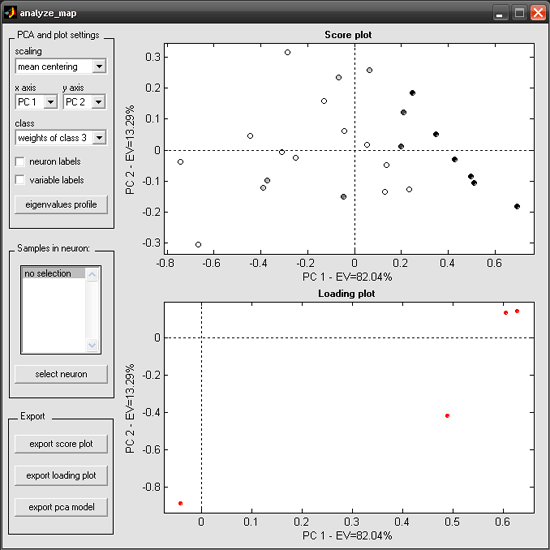 analyze_map
PCA and plot settings
scaling
mean centering
x axis y axis
PC 1 PC 2
class
weights of class 3
neuron labels
variable labels
eigenvalues profile
Samples in neuron:
no selection
select neuron
Export
export score plot
export loading plot
export pca model
Score plot
PC 2 - EV=13.29%
0.3
0.2
0.1
0
-0.1
-0.2
-0.3
-0.8 -0.6 -0.4 -0.2 0 0.2 0.4 0.6
PC 1 - EV=82.04%
Loading plot
PC 2 - EV=13.29%
0
-0.2
-0.4
-0.6
-0.8
0 0.1 0.2 0.3 0.4 0.5 0.6
PC 1 - EV=82.04%